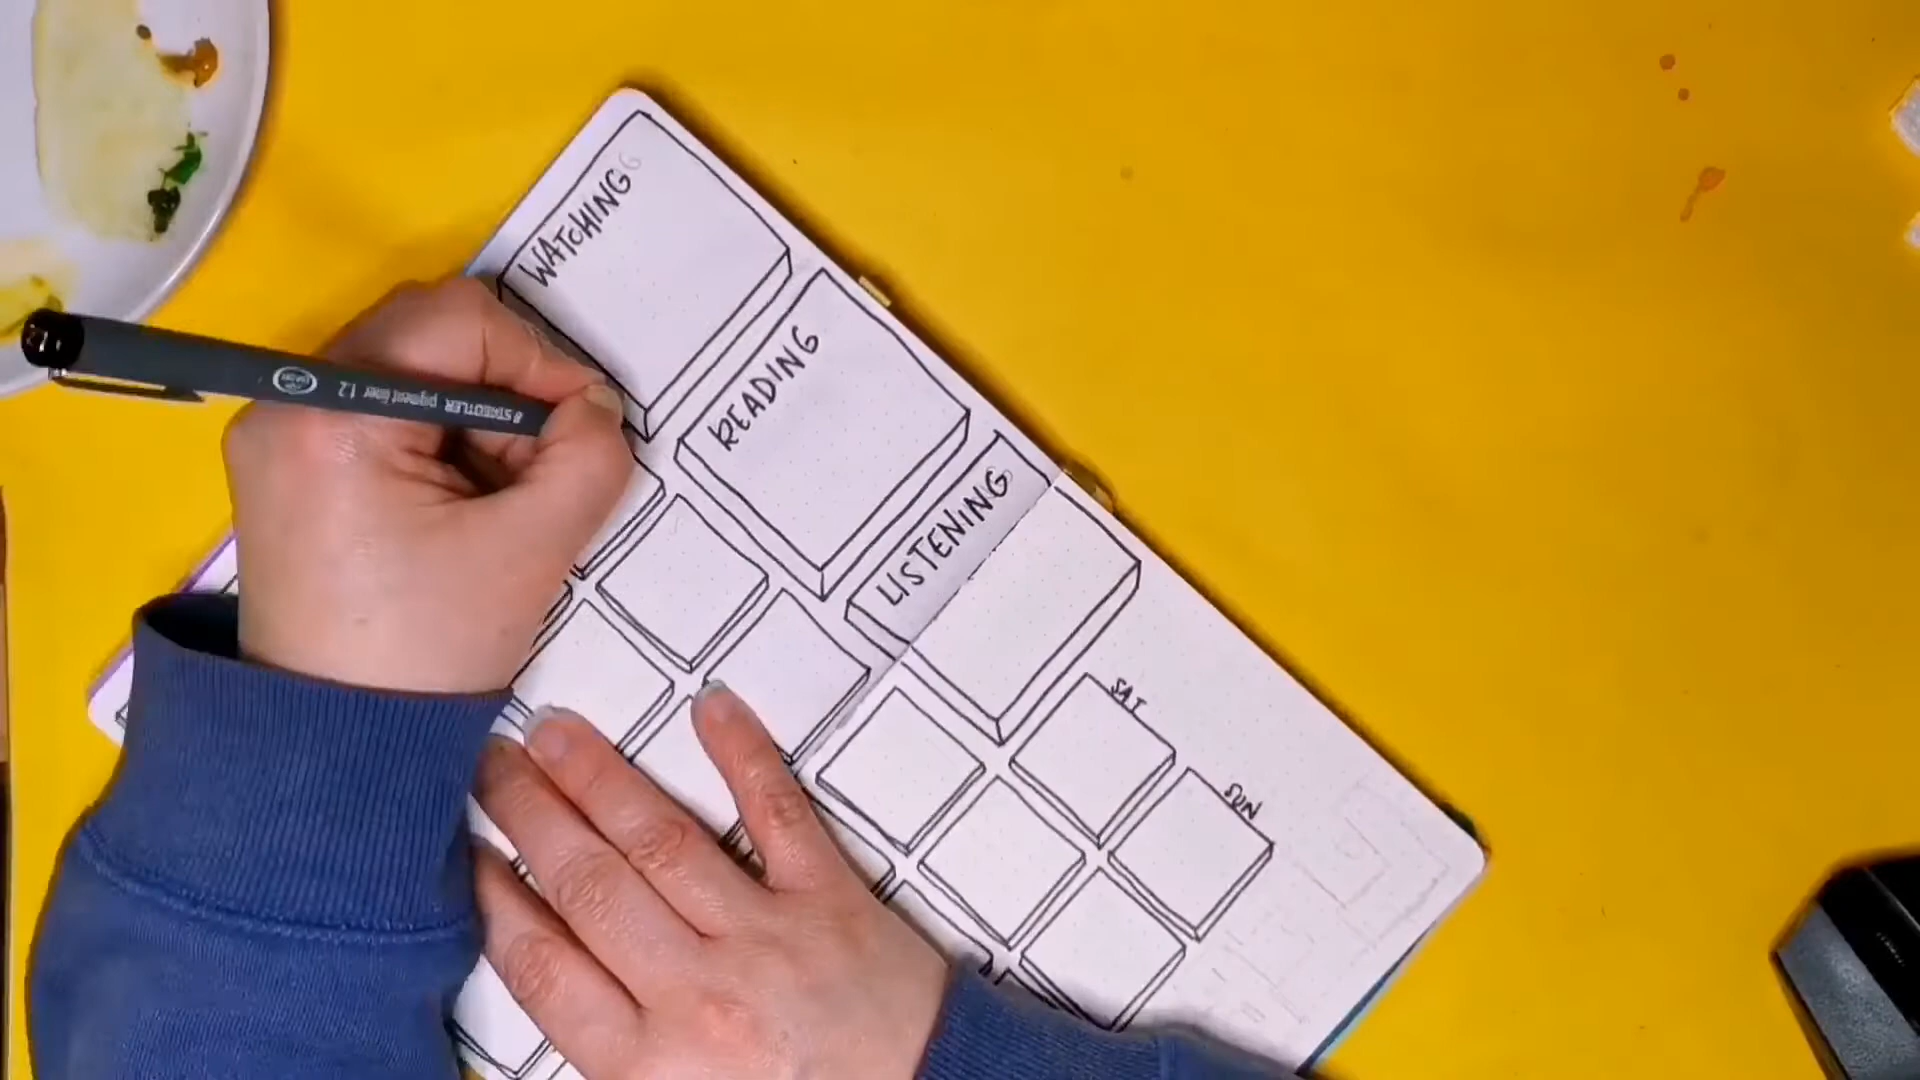 WATCHING
READING
LISTENING
SAT
SUN
STAEDTLER pigment liner 1.2